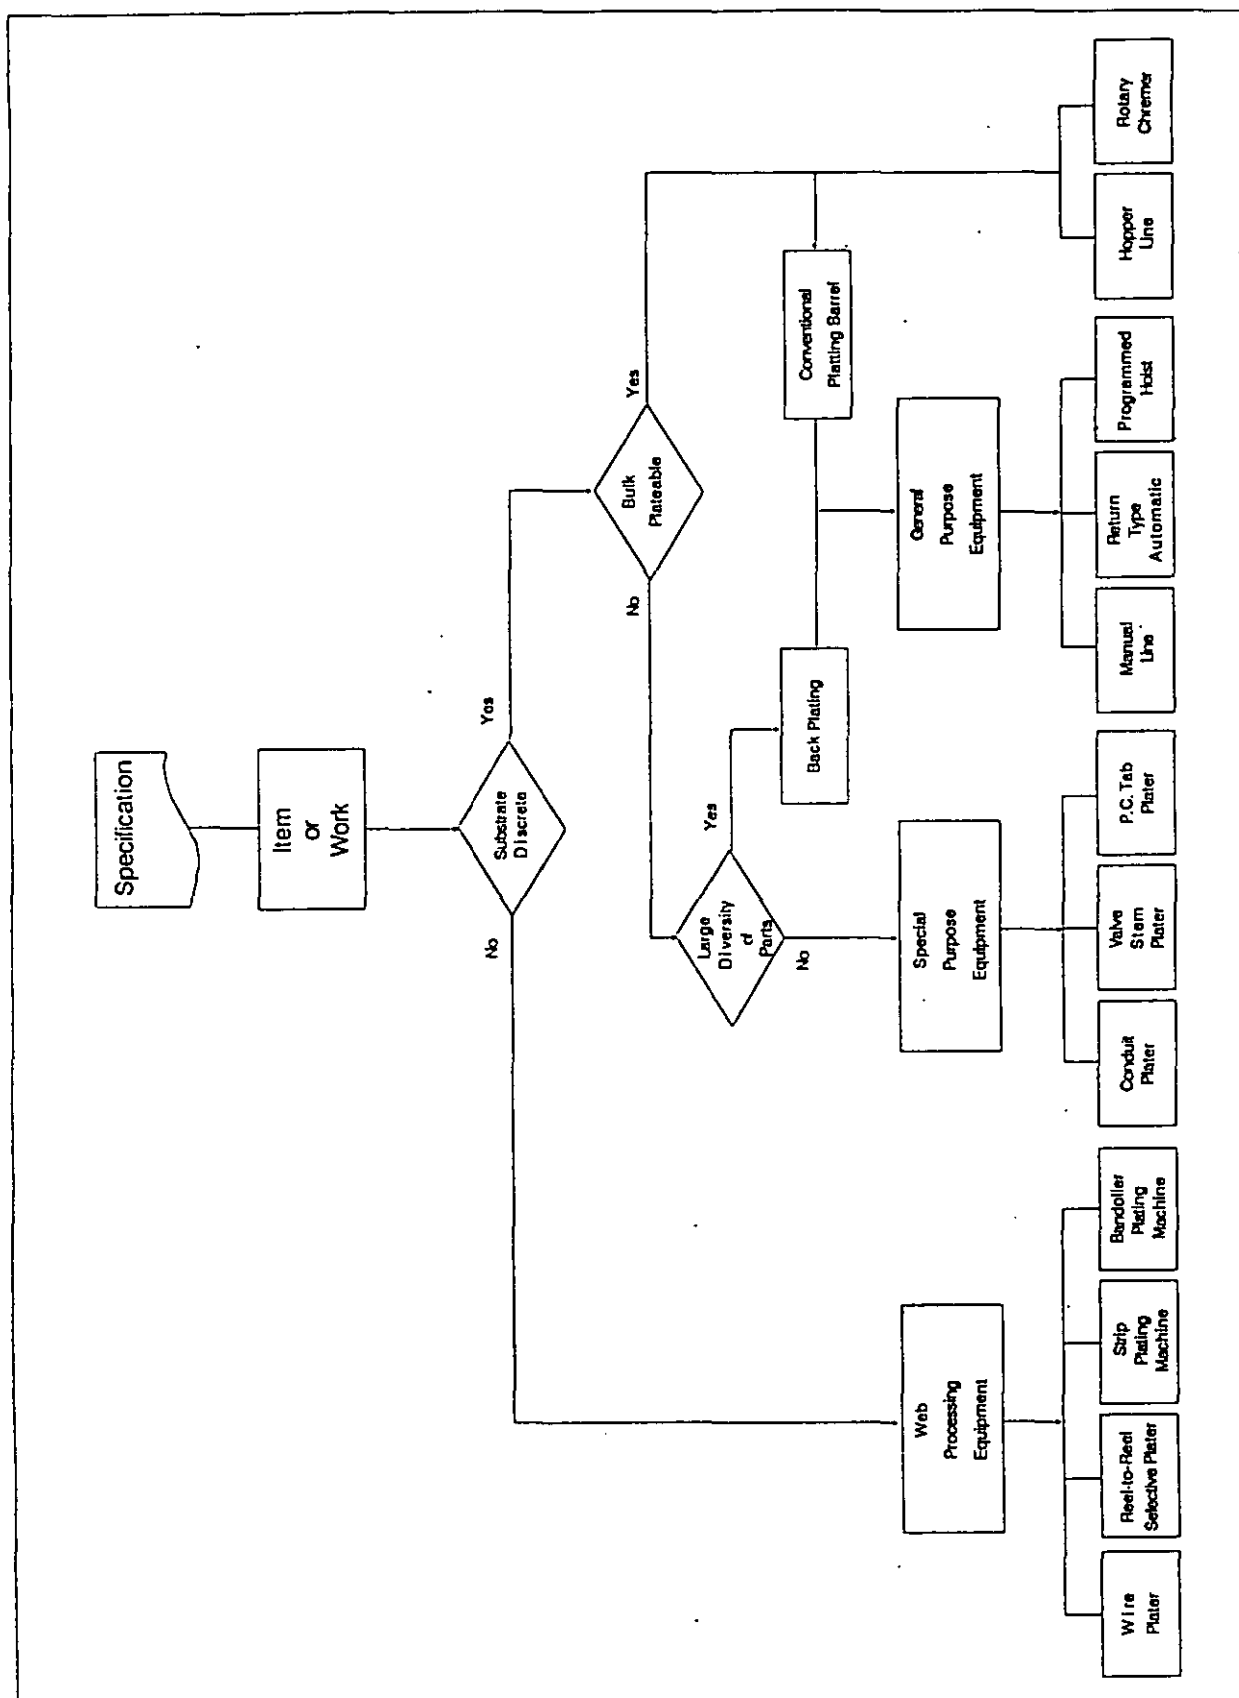 Specification
Item
or
Work
Substrate
Discrete
No
Yes
Bulk
Plateable
No
Yes
Large
Diversity
of
Parts
Yes
No
Back Plating
Conventional
Platting Barrel
Web
Processing
Equipment
Special
Purpose
Equipment
General
Purpose
Equipment
Wire
Plater
Reel-to-Reel
Selective Plater
Strip
Plating
Machine
Bandolier
Plating
Machine
Conduit
Plater
Valve
Stem
Plater
P.C. Tab
Plater
Manual
Line
Return
Type
Automatic
Programmed
Hoist
Hopper
Line
Rotary
Chromer